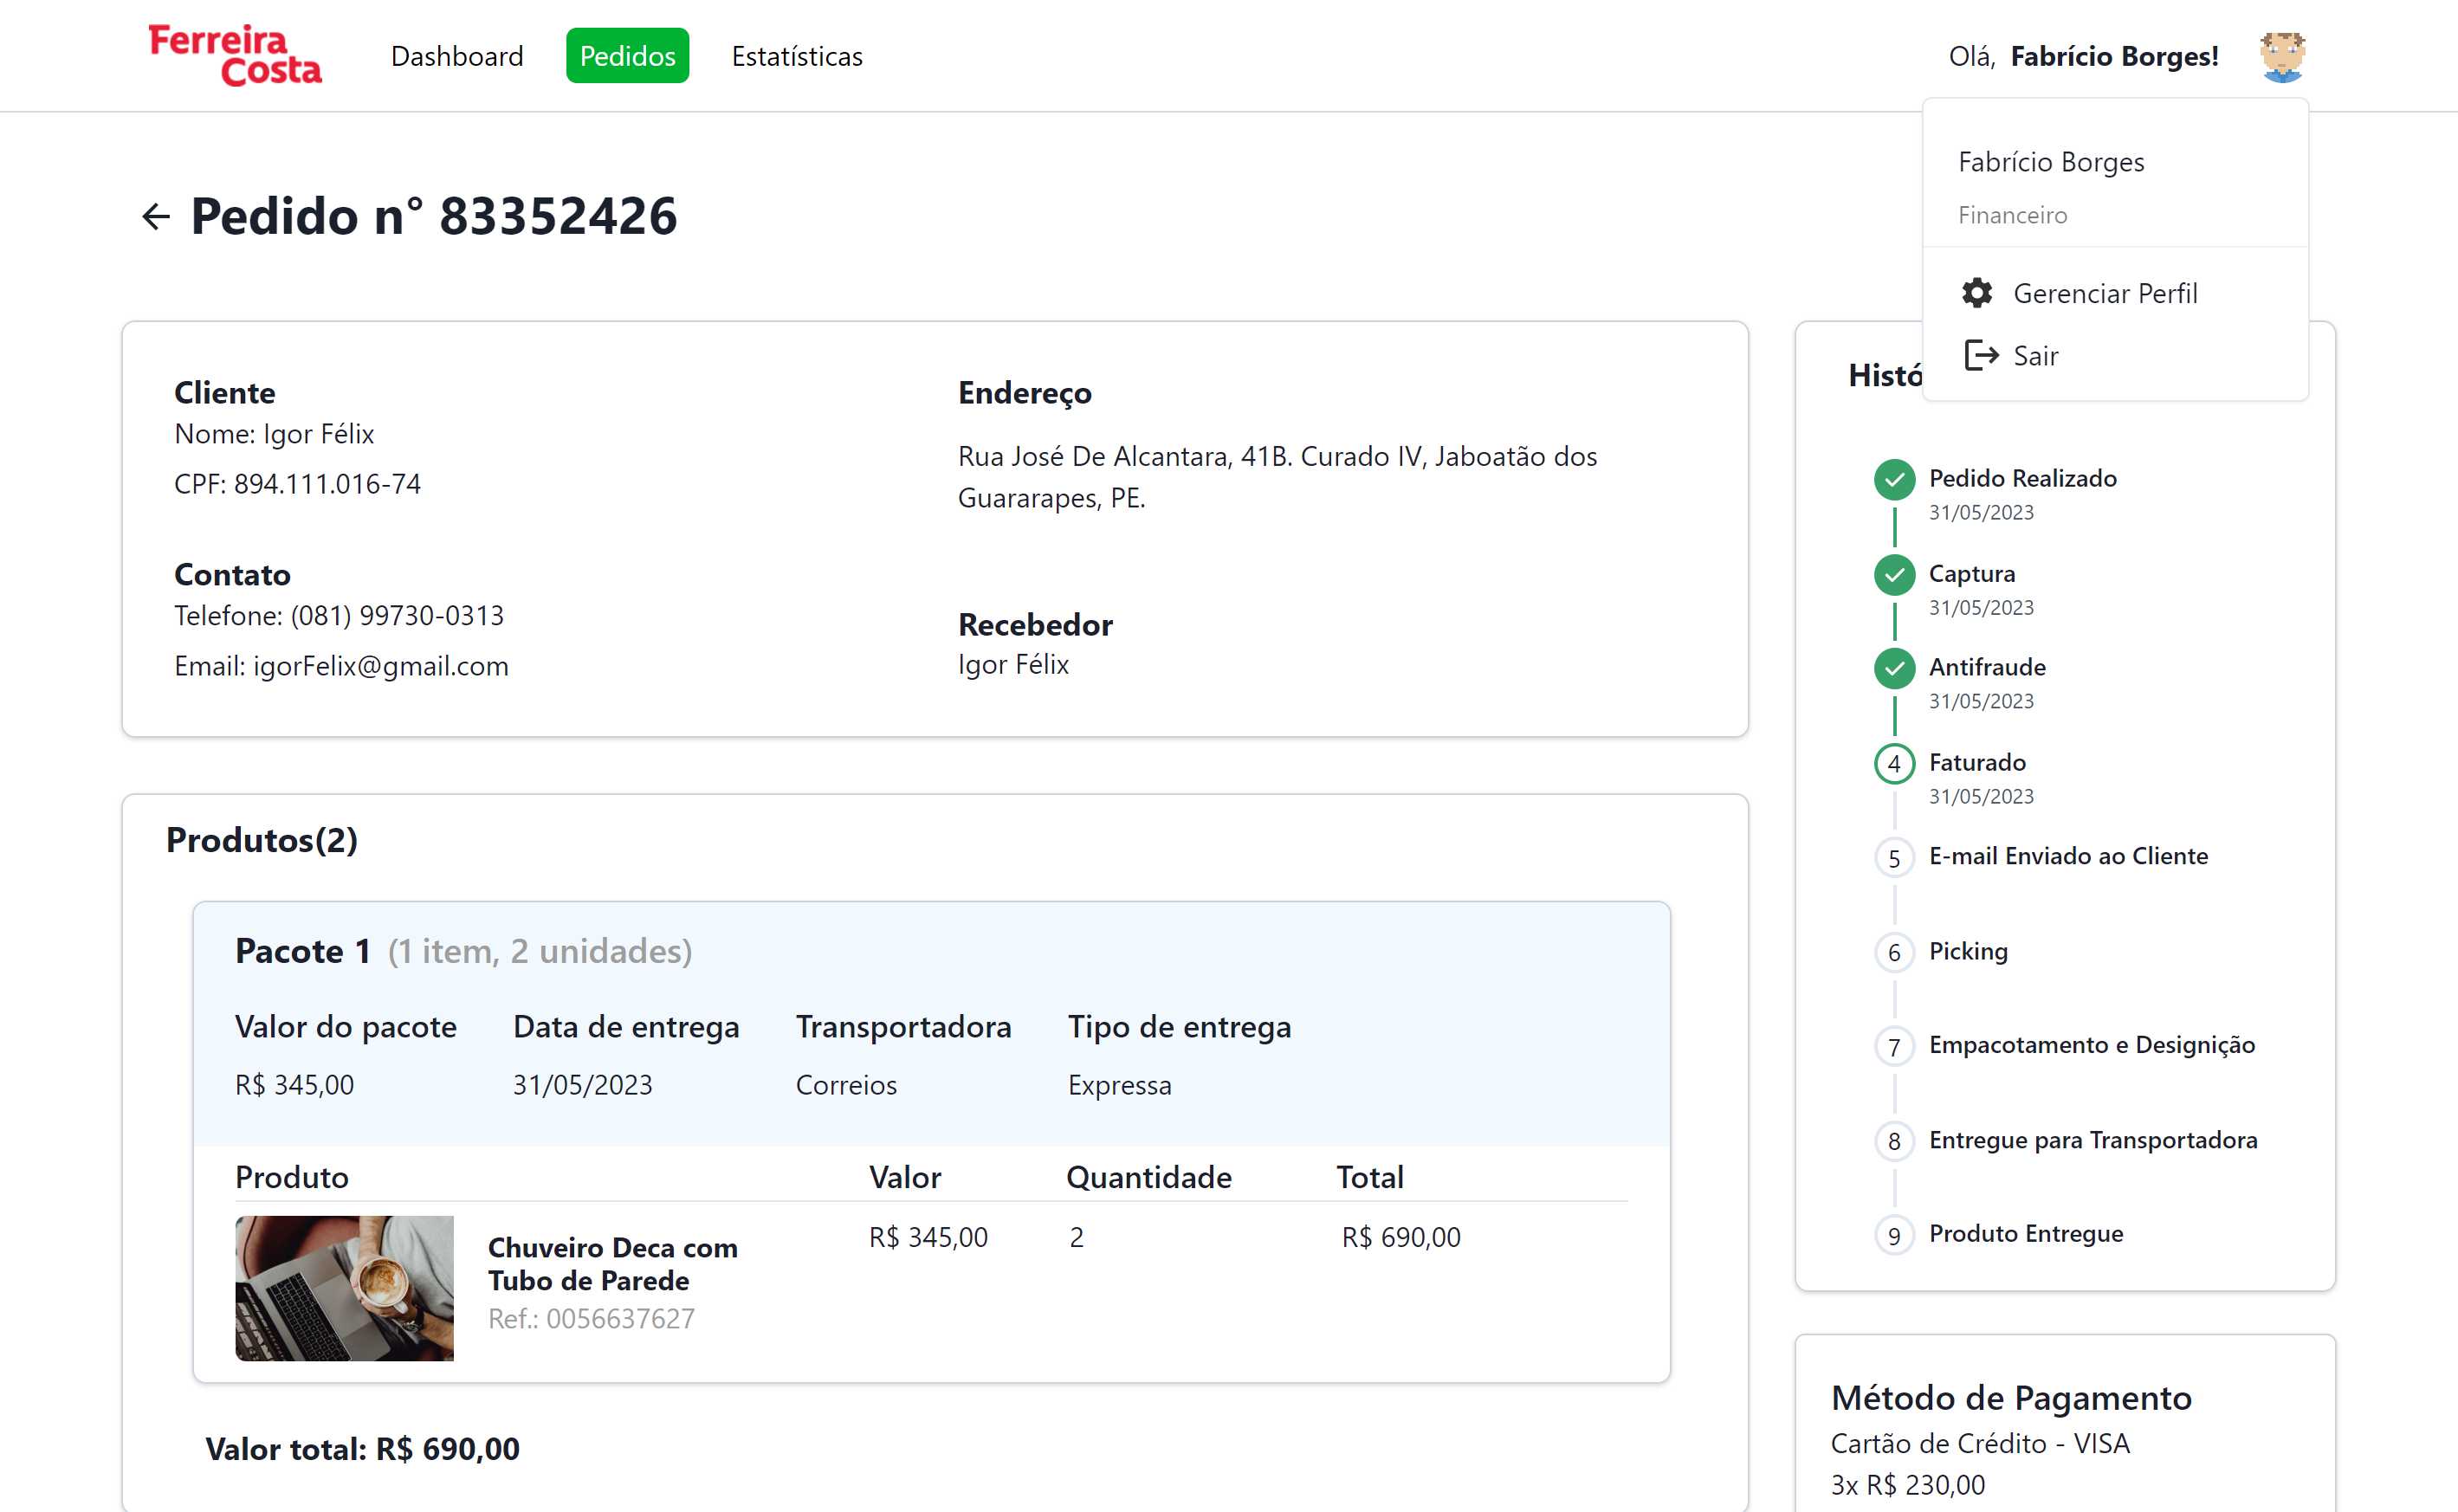 Ferreira
Costa
Dashboard
Pedidos
Estatísticas
Olá, Fabrício Borges!
Fabrício Borges
Financeiro
Gerenciar Perfil
Sair
Pedido n° 83352426
Cliente
Nome: Igor Félix
CPF: 894.111.016-74
Contato
Telefone: (081) 99730-0313
Email: igorFelix@gmail.com
Endereço
Rua José De Alcantara, 41B. Curado IV, Jaboatão dos
Guararapes, PE.
Recebedor
Igor Félix
Produtos(2)
Pacote 1 (1 item, 2 unidades)
Valor do pacote Data de entrega Transportadora Tipo de entrega
R$ 345,00 31/05/2023 Correios Expressa
Produto Valor Quantidade Total
Chuveiro Deca com
Tubo de Parede
Ref.: 0056637627
R$ 345,00 2 R$ 690,00
Valor total: R$ 690,00
Histó
Pedido Realizado
31/05/2023
Captura
31/05/2023
Antifraude
31/05/2023
4 Faturado
31/05/2023
5 E-mail Enviado ao Cliente
6 Picking
7 Empacotamento e Designição
8 Entregue para Transportadora
9 Produto Entregue
Método de Pagamento
Cartão de Crédito - VISA
3x R$ 230,00